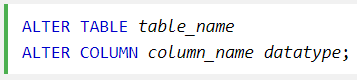 ALTER TABLE table_name
ALTER COLUMN column_name datatype;